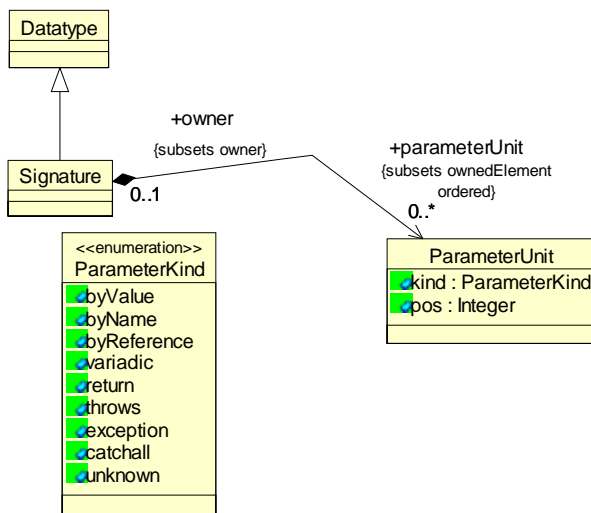 Datatype
+owner
{subsets owner}
+parameterUnit
{subsets ownedElement
ordered}
Signature
0..1
0..*
<<enumeration>>
ParameterKind
byValue
byName
byReference
variadic
return
throws
exception
catchall
unknown
ParameterUnit
kind : ParameterKind
pos : Integer